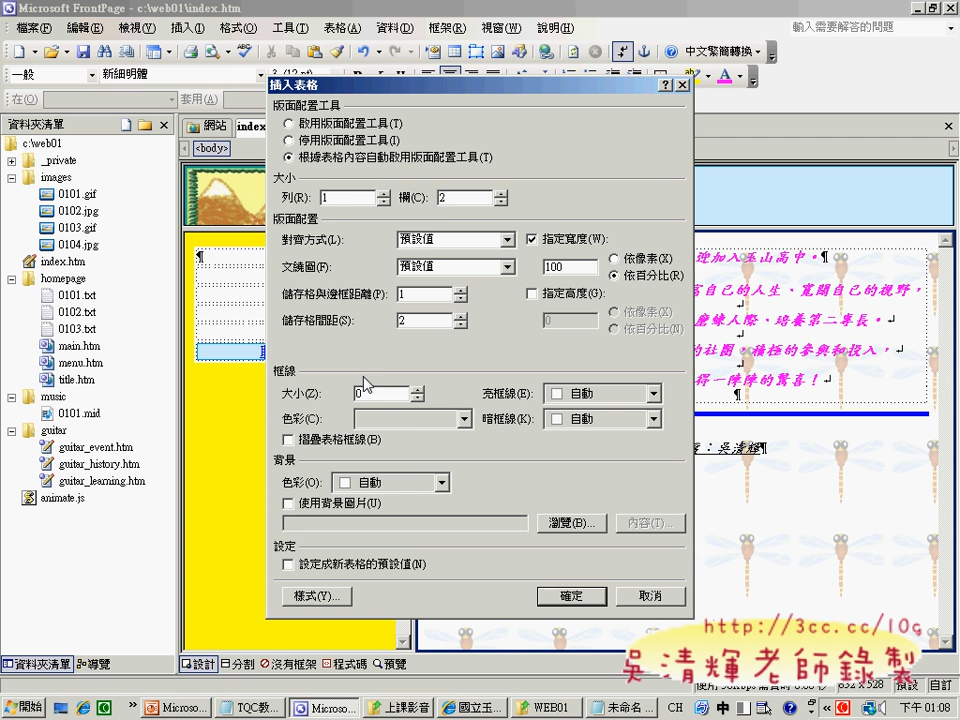 Microsoft FrontPage - c:\web01\index.htm
檔案(F) 編輯(E) 檢視(V) 插入(I) 格式(O) 工具(T) 表格(A) 資料(D) 框架(R) 視窗(W) 說明(H)
輸入需要解答的問題
中文繁簡轉換
一般 新細明體 3 (12 pt)
在(O) 套用(A)
資料夾清單
網站 index
<body>
c:\web01
_private
images
0101.gif
0102.jpg
0103.gif
0104.jpg
index.htm
homepage
0101.txt
0102.txt
0103.txt
main.htm
menu.htm
title.htm
music
0101.mid
guitar
guitar_event.htm
guitar_history.htm
guitar_learning.htm
animate.js
資料夾清單 導覽
插入表格
版面配置工具
啟用版面配置工具(T)
停用版面配置工具(I)
根據表格內容自動啟用版面配置工具(T)
大小
列(R): 1 欄(C): 2
版面配置
對齊方式(L): 預設值 指定寬度(W):
文繞圖(F): 預設值 100 依像素(X)
依百分比(R)
儲存格與邊框距離(P): 1 指定高度(G):
儲存格間距(S): 2 0 依像素(X)
依百分比(N)
框線
大小(Z): 0 亮框線(E): 自動
色彩(C): 暗框線(K): 自動
摺疊表格框線(B)
背景
色彩(O): 自動
使用背景圖片(U)
瀏覽(B)... 內容(T)...
設定
設定成新表格的預設值(N)
樣式(Y)... 確定 取消
迎加入玉山高中。
富自己的人生、寬闊自己的視野，
磨練人際、培養第二專長。
的社團，積極的參與和投入，
得一陣陣的驚喜！
：吳清輝
設計 分割 沒有框架 程式碼 預覽
http://3cc.cc/10g
吳清輝老師錄製
預設 自訂
開始 Microso... TQC教... Microso... 上課影音 國立玉... WEB01 未命名 ... CH 中 下午 01:08